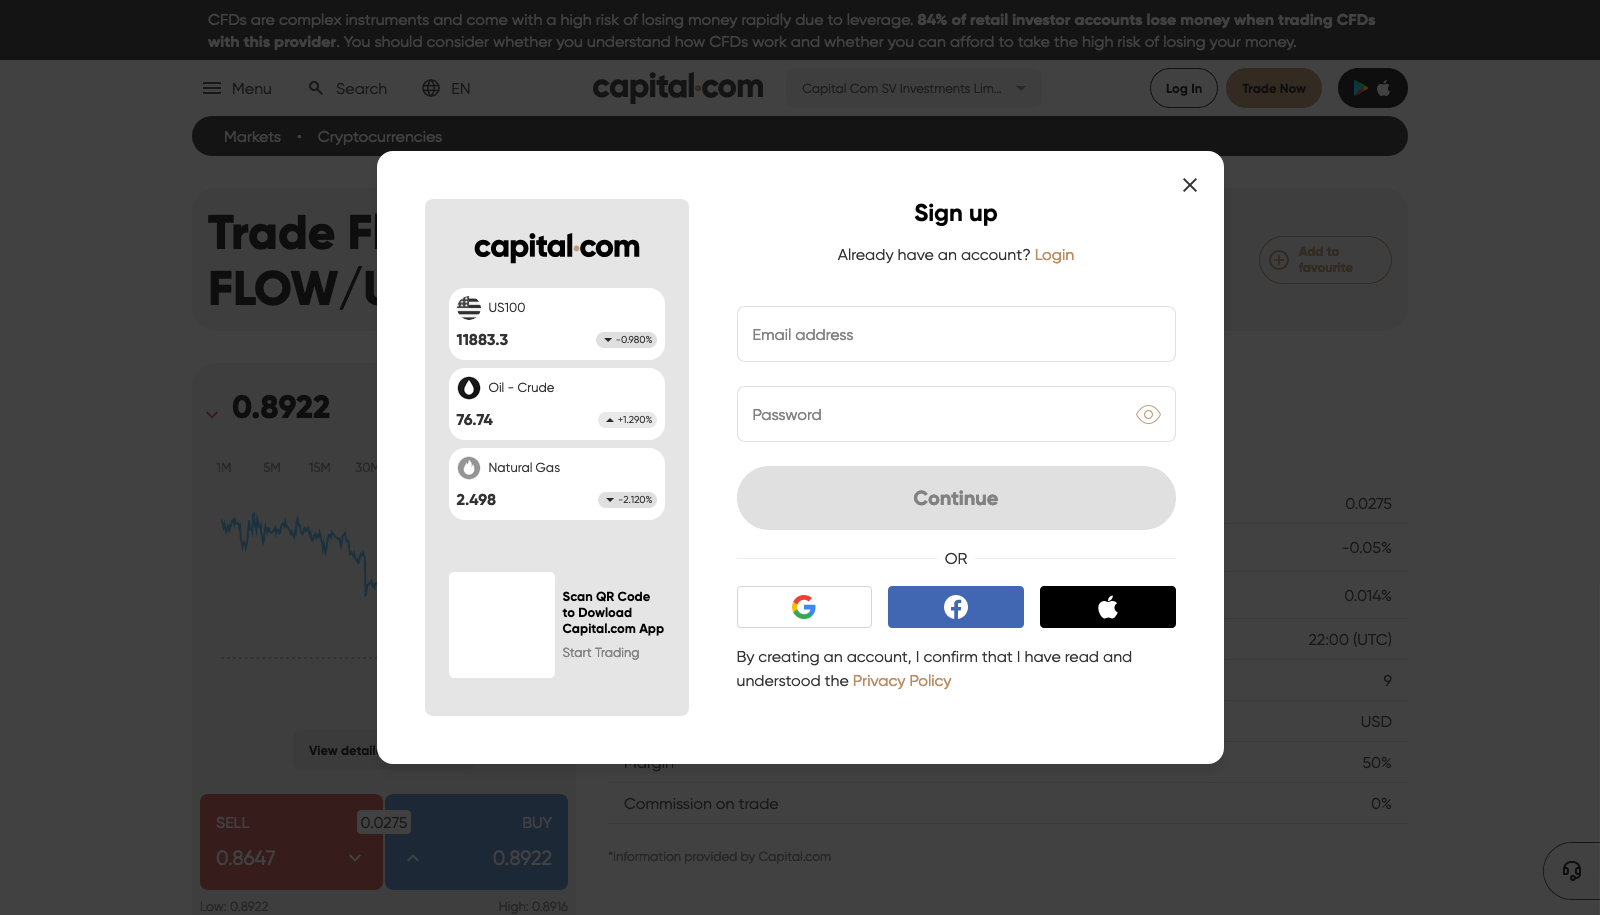 CFDs are complex instruments and come with a high risk of losing money rapidly due to leverage. 84% of retail investor accounts lose money when trading CFDs
with this provider. You should consider whether you understand how CFDs work and whether you can afford to take the high risk of losing your money.
Menu
Search
EN
capital.com
Capital Com SV Investments Lim...
Log In
Trade Now
Markets • Cryptocurrencies
Trade
FLOW/
Add to
favourite
0.8922
1M 5M 15M
View
SELL
0.0275
BUY
0.8647
0.8922
Low: 0.8922
High: 0.8916
capital.com
US100
11883.3
-0.980%
Oil - Crude
76.74
+1.290%
Natural Gas
2.498
-2.120%
Scan QR Code
to Dowload
Capital.com App
Start Trading
Sign up
Already have an account? Login
Email address
Password
Continue
OR
By creating an account, I confirm that I have read and
understood the Privacy Policy
0.0275
-0.05%
0.014%
22:00 (UTC)
9
USD
Margin
50%
Commission on trade
0%
*Information provided by Capital.com